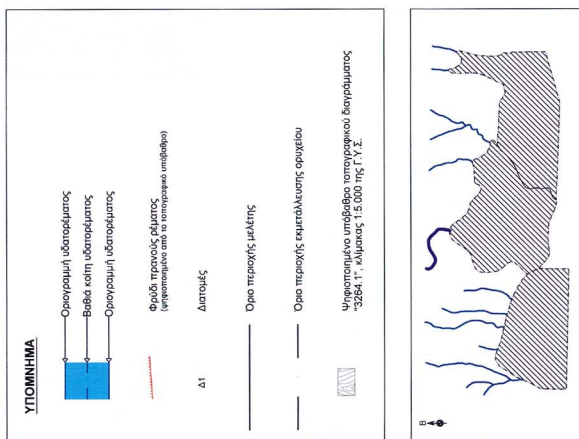 ΥΠΟΜΝΗΜΑ
Οριογραμμή υδατορέματος
Βαθιά κοίτη υδατορέματος
Οριογραμμή υδατορέματος
Φρύδι πρανούς ρέματος
(ψηφιοποιημένο από το τοπογραφικό υπόβαθρο)
Δ1 Διατομές
Όριο περιοχής μελέτης
Όριο περιοχής εκμετάλλευσης ορυχείου
Ψηφιοποιημένο υπόβαθρο τοπογραφικού διαγράμματος
"3264.1", κλίμακας 1:5.000 της Γ.Υ.Σ.
Β